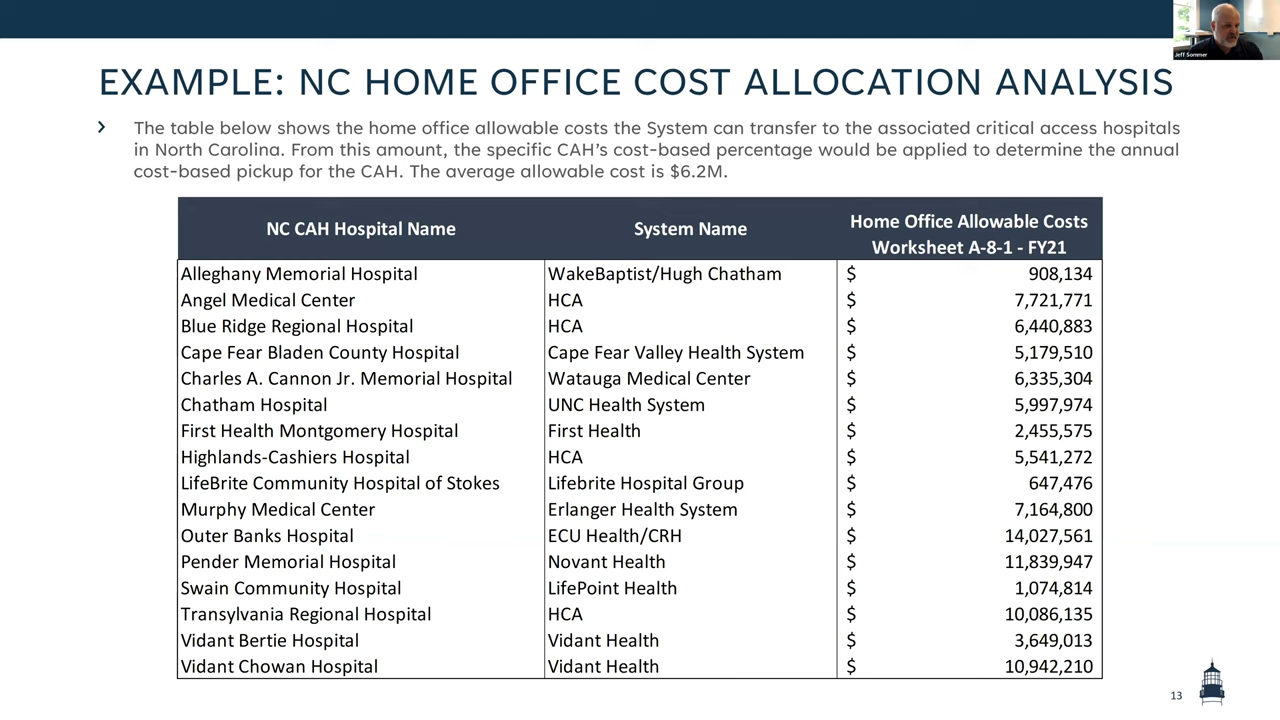 Jeff Sommer
EXAMPLE: NC HOME OFFICE COST ALLOCATION ANALYSIS
The table below shows the home office allowable costs the System can transfer to the associated critical access hospitals
in North Carolina. From this amount, the specific CAH’s cost-based percentage would be applied to determine the annual
cost-based pickup for the CAH. The average allowable cost is $6.2M.
NC CAH Hospital Name System Name Home Office Allowable Costs
Worksheet A-8-1 - FY21
Alleghany Memorial Hospital WakeBaptist/Hugh Chatham $ 908,134
Angel Medical Center HCA $ 7,721,771
Blue Ridge Regional Hospital HCA $ 6,440,883
Cape Fear Bladen County Hospital Cape Fear Valley Health System $ 5,179,510
Charles A. Cannon Jr. Memorial Hospital Watauga Medical Center $ 6,335,304
Chatham Hospital UNC Health System $ 5,997,974
First Health Montgomery Hospital First Health $ 2,455,575
Highlands-Cashiers Hospital HCA $ 5,541,272
LifeBrite Community Hospital of Stokes Lifebrite Hospital Group $ 647,476
Murphy Medical Center Erlanger Health System $ 7,164,800
Outer Banks Hospital ECU Health/CRH $ 14,027,561
Pender Memorial Hospital Novant Health $ 11,839,947
Swain Community Hospital LifePoint Health $ 1,074,814
Transylvania Regional Hospital HCA $ 10,086,135
Vidant Bertie Hospital Vidant Health $ 3,649,013
Vidant Chowan Hospital Vidant Health $ 10,942,210
13